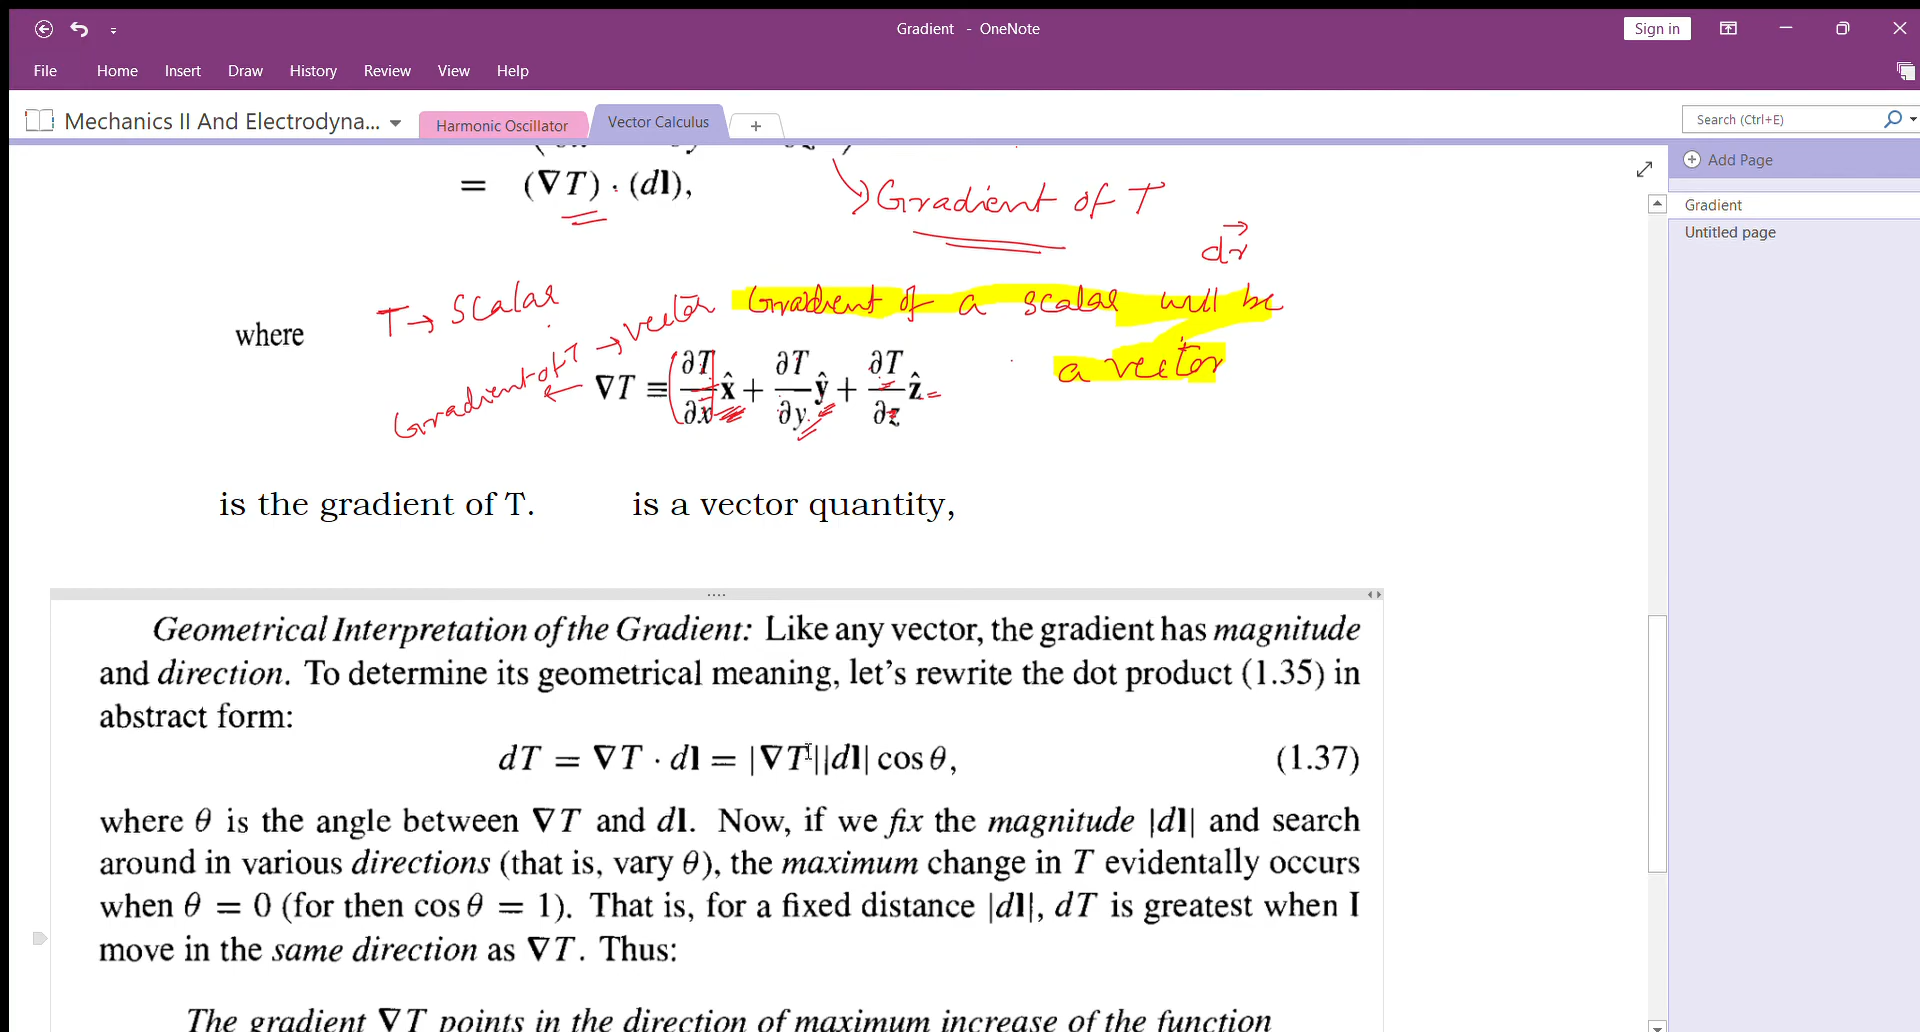 Gradient - OneNote
Sign in
File Home Insert Draw History Review View Help
Mechanics II And Electrodyna...
Harmonic Oscillator
Vector Calculus
+
Search (Ctrl+E)
Add Page
Gradient
Untitled page
= (∇T) · (dl),
Gradient of T
dr⃗
T → Scalar
Gradient of T → vector
Gradient of a scalar will be
a vector
where
∇T ≡ ∂T/∂x x̂ + ∂T/∂y ŷ + ∂T/∂z ẑ
is the gradient of T. is a vector quantity,
Geometrical Interpretation of the Gradient: Like any vector, the gradient has magnitude
and direction. To determine its geometrical meaning, let's rewrite the dot product (1.35) in
abstract form:
dT = ∇T · dl = |∇T||dl| cos θ, (1.37)
where θ is the angle between ∇T and dl. Now, if we fix the magnitude |dl| and search
around in various directions (that is, vary θ), the maximum change in T evidentally occurs
when θ = 0 (for then cos θ = 1). That is, for a fixed distance |dl|, dT is greatest when I
move in the same direction as ∇T. Thus:
The gradient ∇T points in the direction of maximum increase of the function